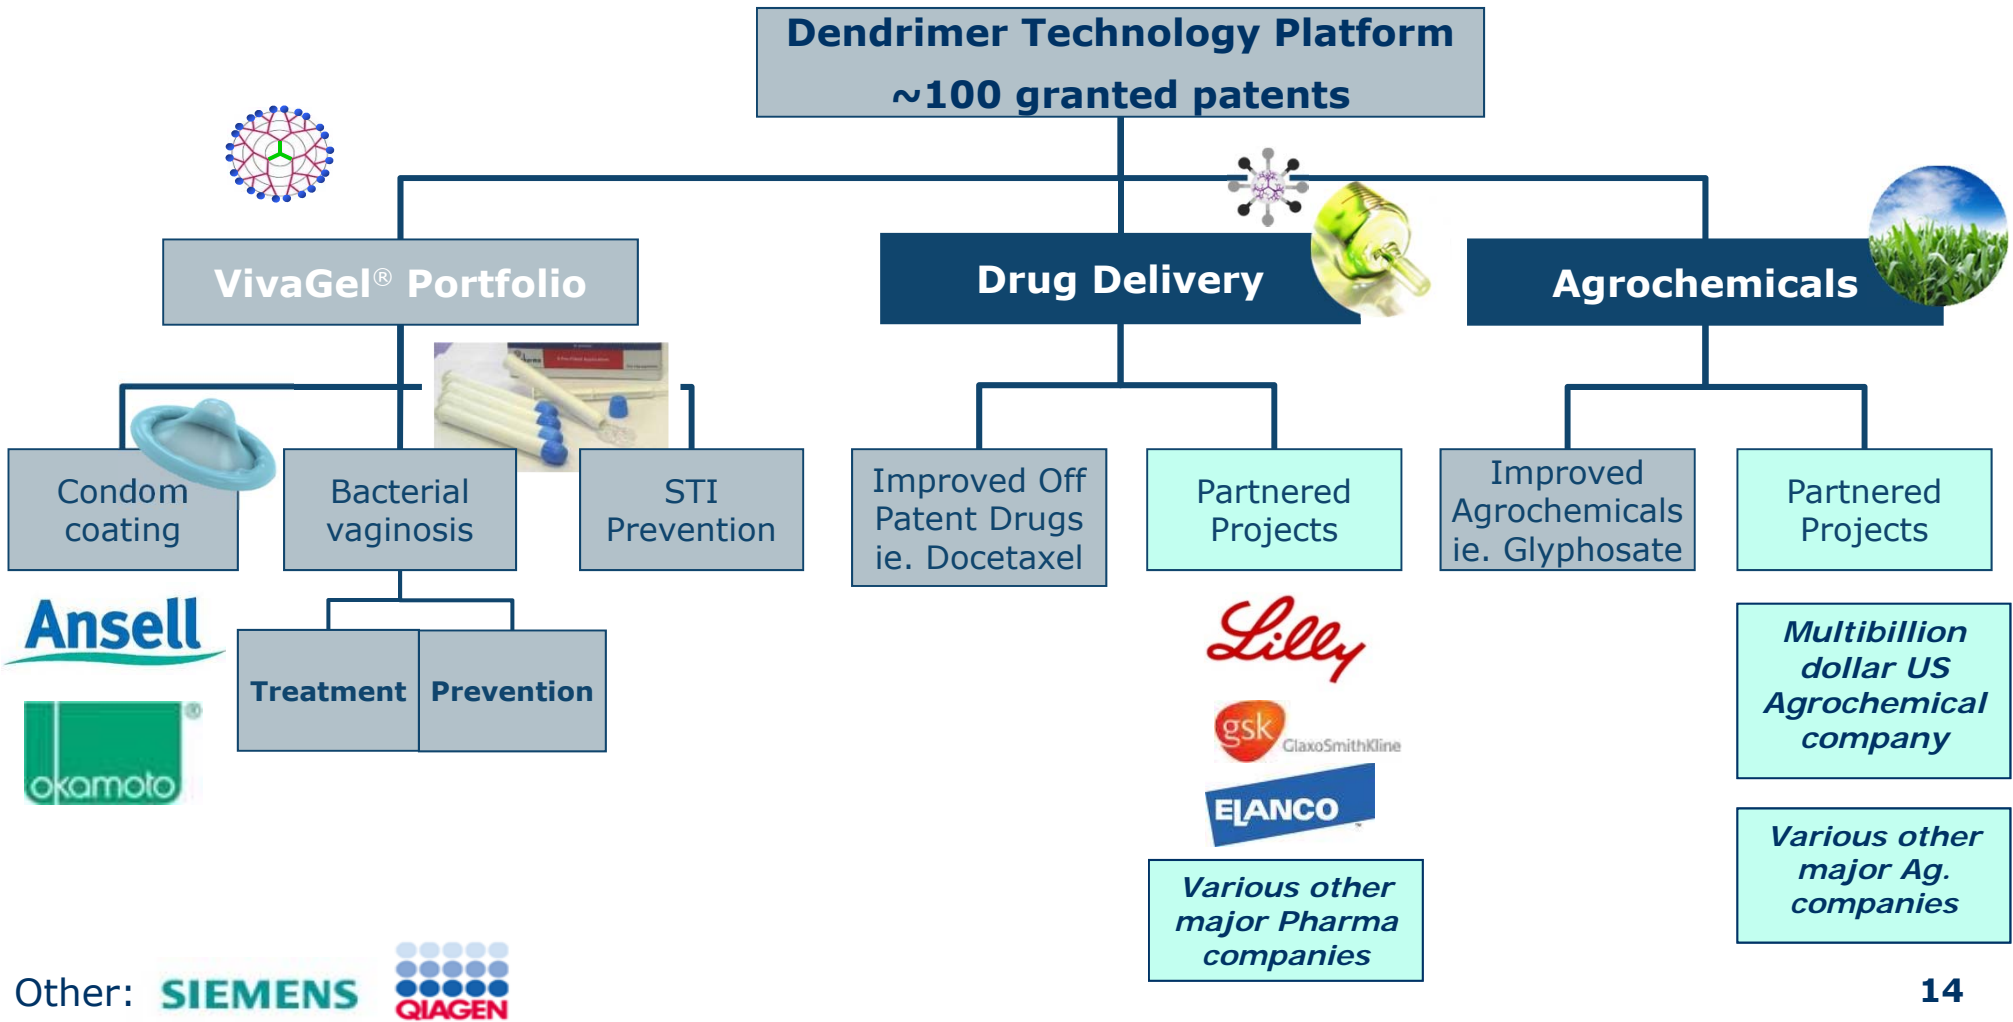 Dendrimer Technology Platform
~100 granted patents
VivaGel® Portfolio
Drug Delivery
Agrochemicals
Condom
coating
Bacterial
vaginosis
STI
Prevention
Improved Off
Patent Drugs
ie. Docetaxel
Partnered
Projects
Improved
Agrochemicals
ie. Glyphosate
Partnered
Projects
Ansell
okamoto®
Treatment
Prevention
Lilly
gsk
GlaxoSmithKline
ELANCO™
Various other
major Pharma
companies
Multibillion
dollar US
Agrochemical
company
Various other
major Ag.
companies
Other:
SIEMENS
QIAGEN
14